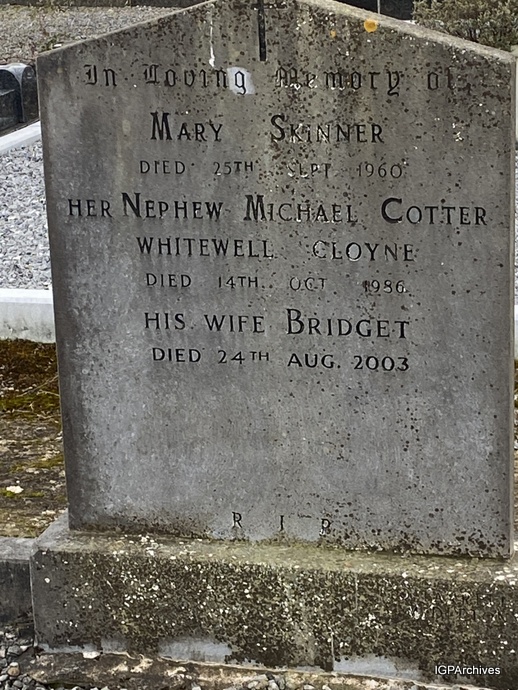 In Loving Memory of
MARY SKINNER
DIED 25TH SEPT 1960
HER NEPHEW MICHAEL COTTER
WHITEWELL CLOYNE
DIED 14TH. OCT 1986
HIS WIFE BRIDGET
DIED 24TH AUG. 2003
R I P
IGPArchives